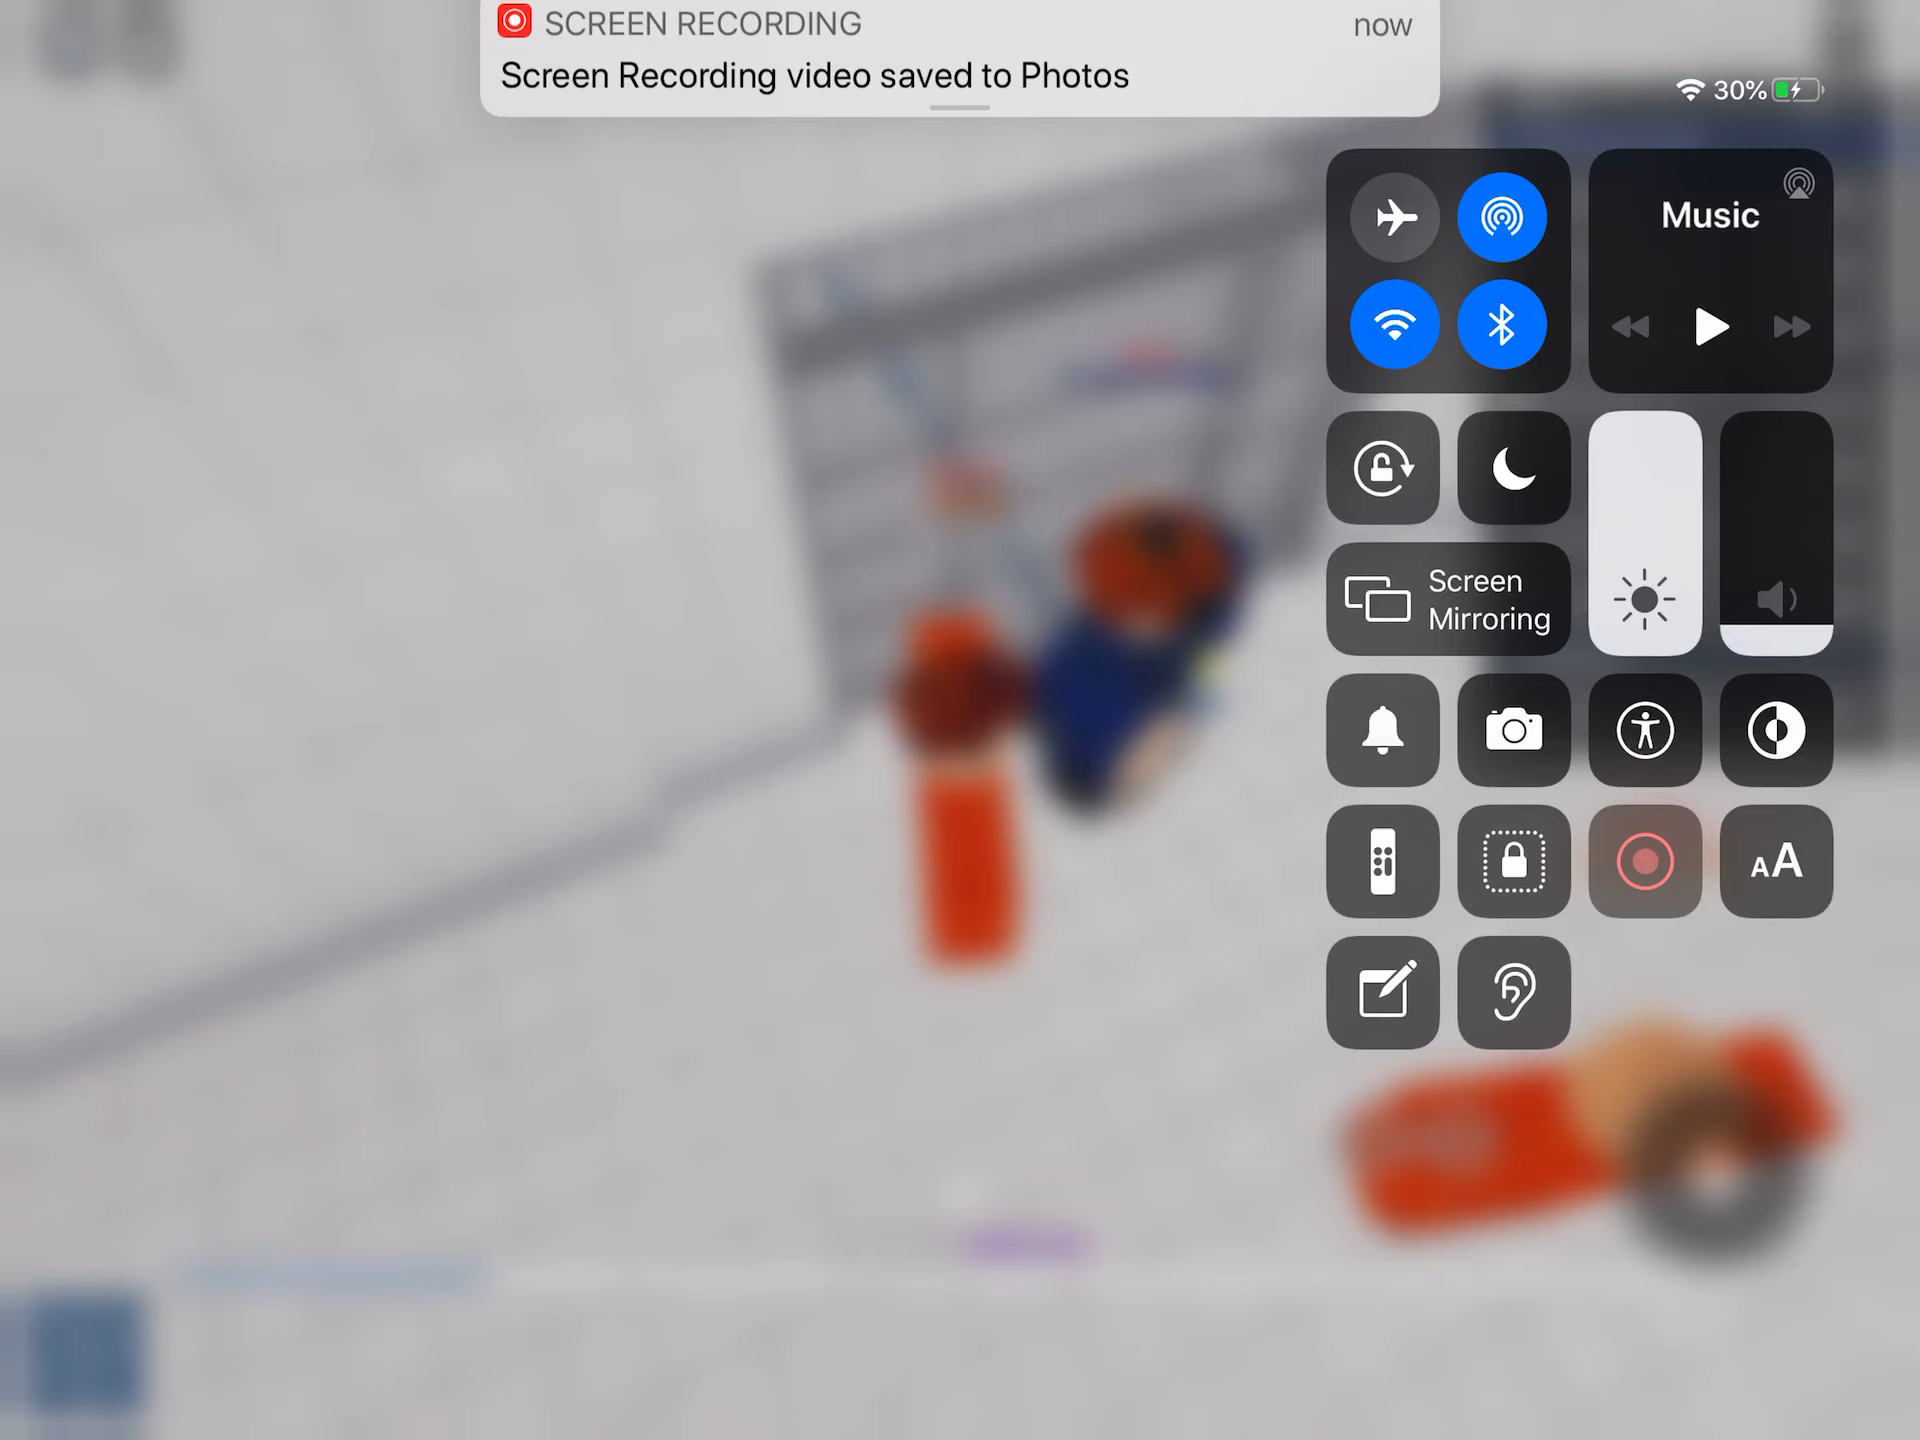 SCREEN RECORDING now
Screen Recording video saved to Photos
30%
Music
Screen
Mirroring
AA